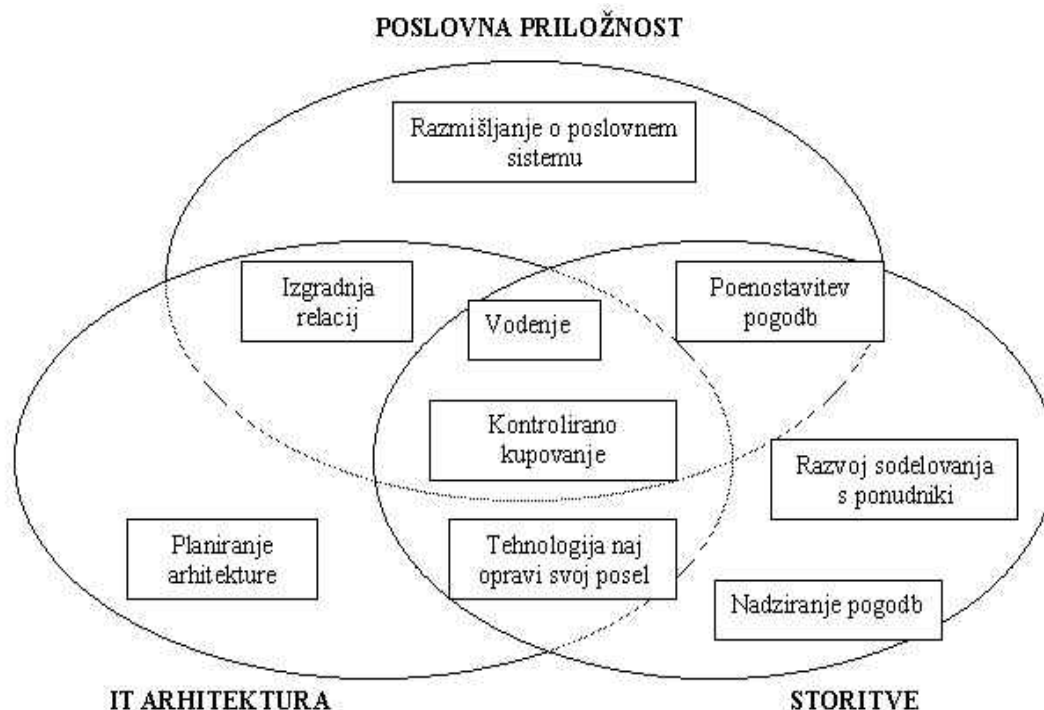 POSLOVNA PRILOŽNOST
Razmišljanje o poslovnem
sistemu
Izgradnja
relacij
Vodenje
Poenostavitev
pogodb
Kontrolirano
kupovanje
Razvoj sodelovanja
s ponudniki
Planiranje
arhitekture
Tehnologija naj
opravi svoj posel
Nadziranje pogodb
IT ARHITEKTURA
STORITVE